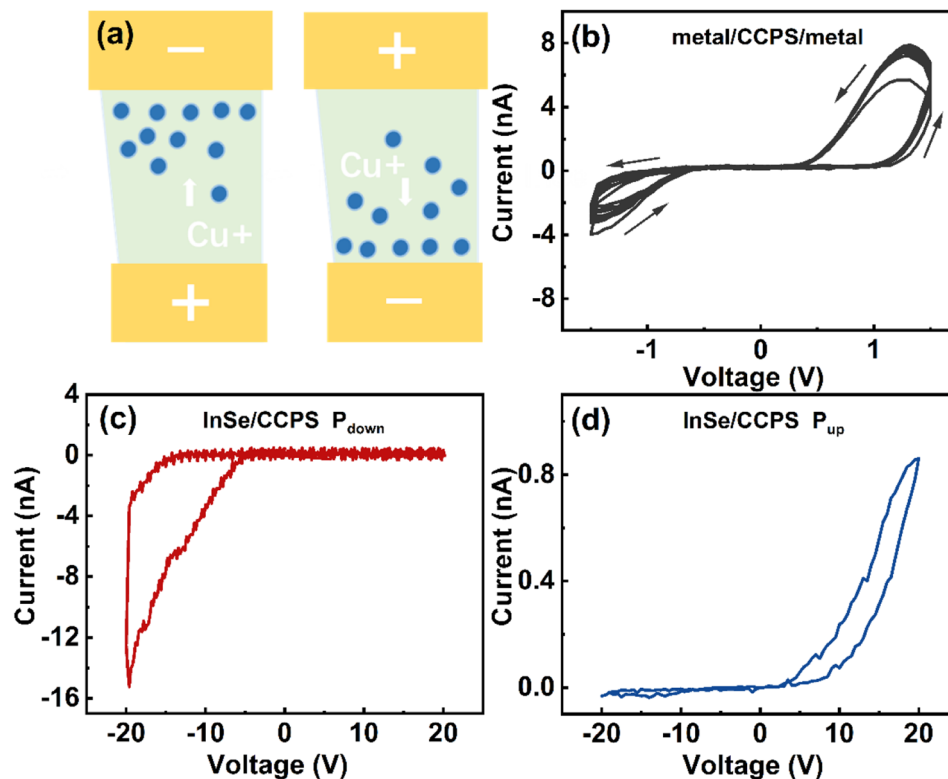 (a)
−
+
Cu+
+
−
Cu+
(b)
metal/CCPS/metal
8
4
0
-4
-8
Current (nA)
-1
0
1
Voltage (V)
(c)
InSe/CCPS P_down
4
0
-4
-8
-12
-16
Current (nA)
-20
-10
0
10
20
Voltage (V)
(d)
InSe/CCPS P_up
0.8
0.4
0.0
Current (nA)
-20
-10
0
10
20
Voltage (V)